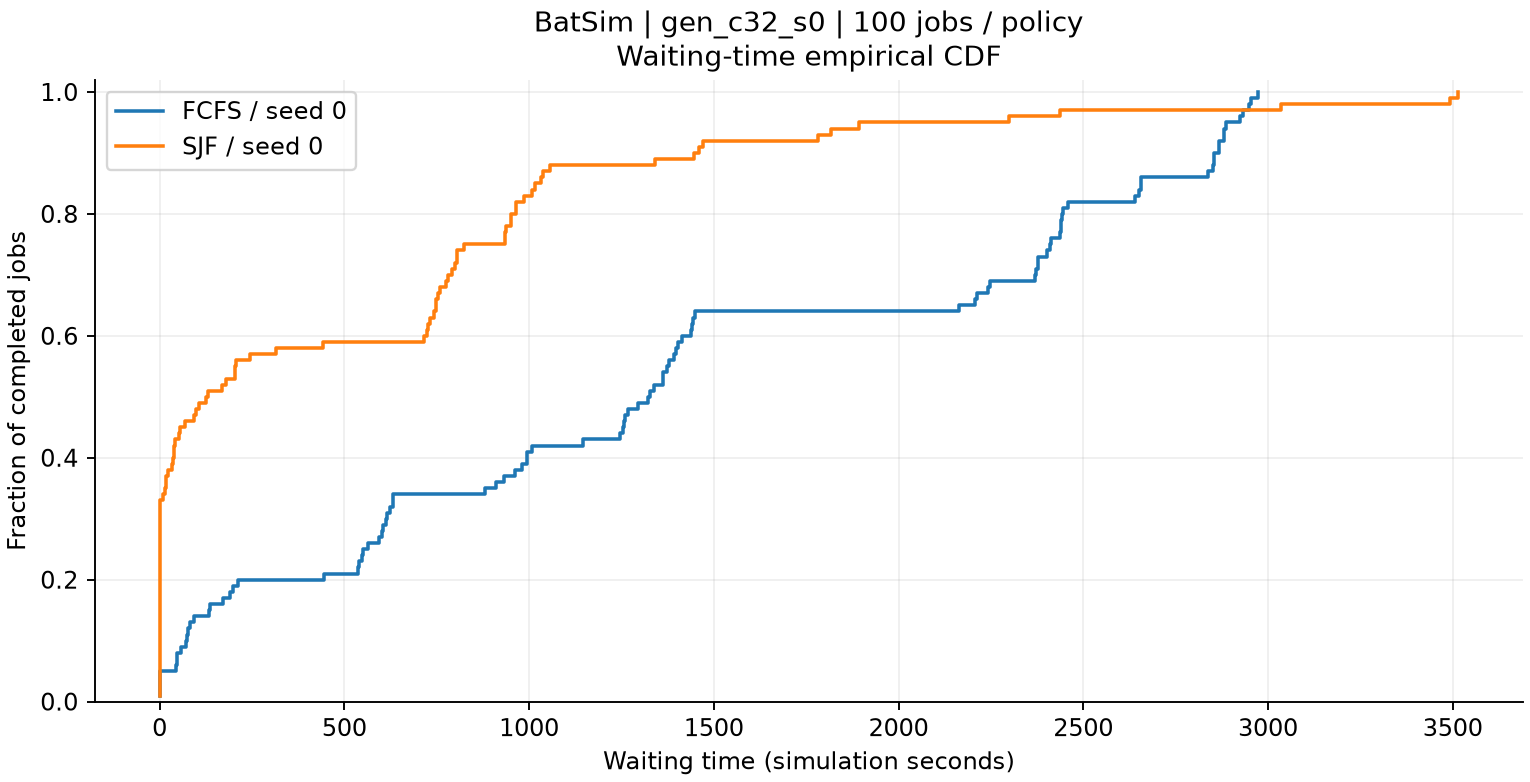 BatSim | gen_c32_s0 | 100 jobs / policy
Waiting-time empirical CDF
FCFS / seed 0
SJF / seed 0
Fraction of completed jobs
1.0
0.8
0.6
0.4
0.2
0.0
0 500 1000 1500 2000 2500 3000 3500
Waiting time (simulation seconds)